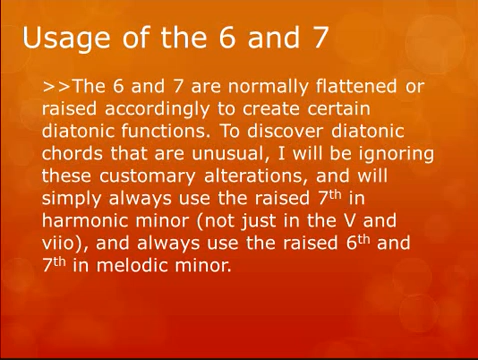 Usage of the 6 and 7
>>The 6 and 7 are normally flattened or
raised accordingly to create certain
diatonic functions. To discover diatonic
chords that are unusual, I will be ignoring
these customary alterations, and will
simply always use the raised 7th in
harmonic minor (not just in the V and
viio), and always use the raised 6th and
7th in melodic minor.